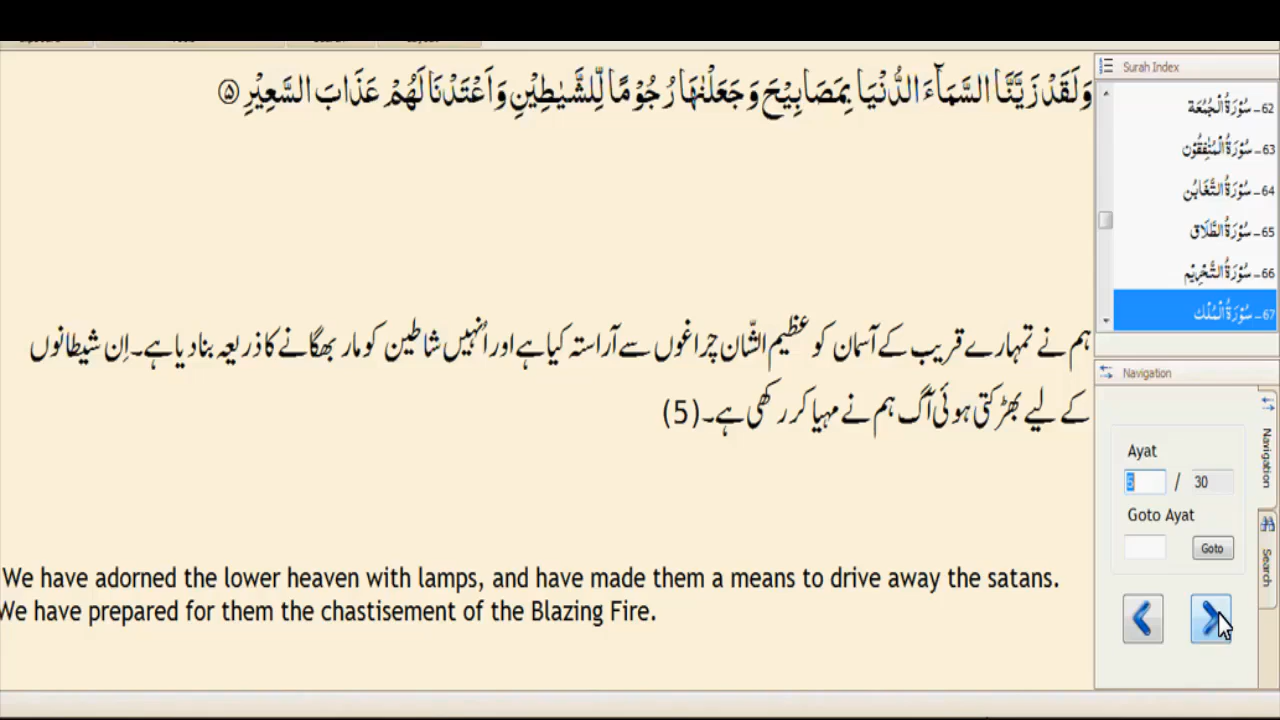 وَلَقَدْ زَيَّنَّا السَّمَآءَ الدُّنْيَا بِمَصَابِيْحَ وَجَعَلْنٰهَا رُجُوْمًا لِّلشَّيٰطِيْنِ وَاَعْتَدْنَا لَهُمْ عَذَابَ السَّعِيْرِ ۵
ہم نے تمہارے قریب کے آسمان کو عظیم الشّان چراغوں سے آراستہ کیا ہے اور اُنہیں شاطین کو مار بھگانے کا ذریعہ بنا دیا ہے۔ اِن شیطانوں
کے لیے بھڑکتی ہوئی آگ ہم نے مہیا کر رکھی ہے۔ (5)
We have adorned the lower heaven with lamps, and have made them a means to drive away the satans.
We have prepared for them the chastisement of the Blazing Fire.
Surah Index
62- سُوْرَةُ الْجُمُعَة
63- سُوْرَةُ الْمُنٰفِقُوْن
64- سُوْرَةُ التَّغَابُن
65- سُوْرَةُ الطَّلَاق
66- سُوْرَةُ التَّحْرِيْم
67- سُوْرَةُ الْمُلْك
Navigation
Ayat
5 / 30
Goto Ayat
Goto
Navigation
Search